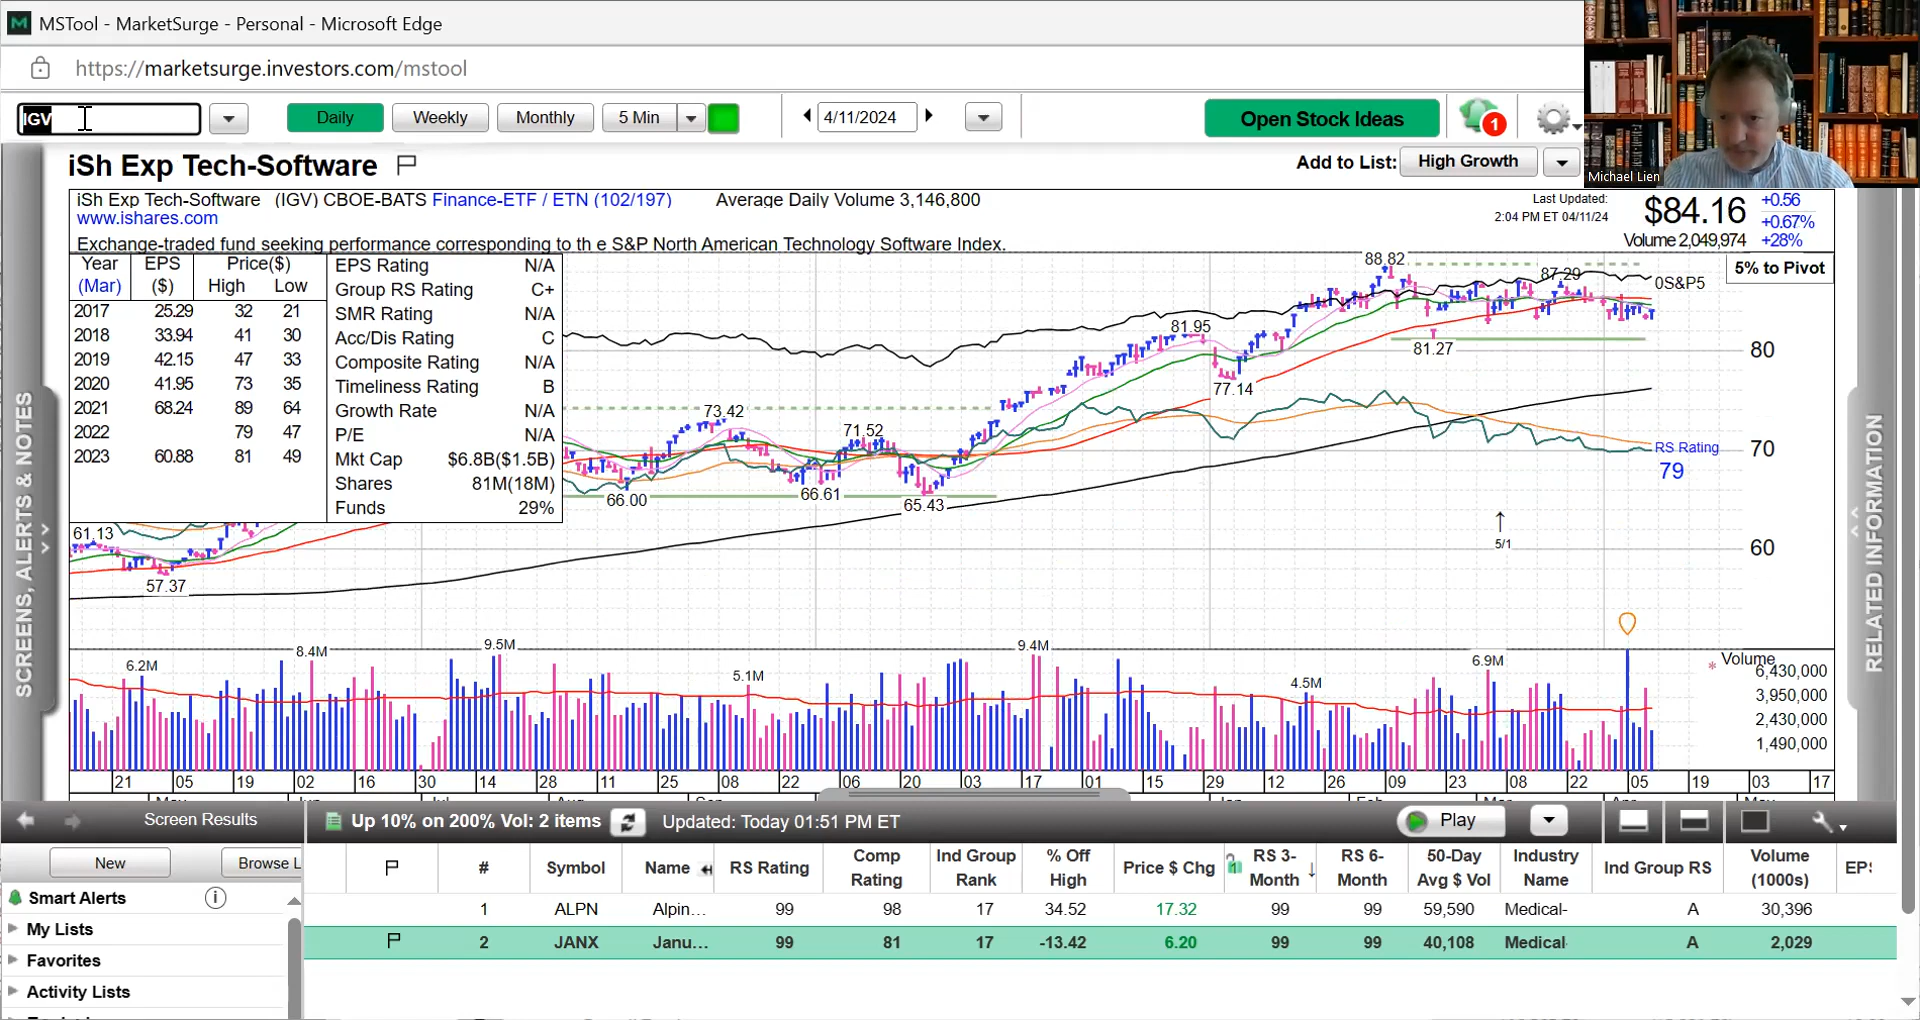 MSTool - MarketSurge - Personal - Microsoft Edge
https://marketsurge.investors.com/mstool
IGV
Daily
Weekly
Monthly
5 Min
4/11/2024
Open Stock Ideas
1
Michael Lien
iSh Exp Tech-Software
Add to List:
High Growth
iSh Exp Tech-Software (IGV) CBOE-BATS Finance-ETF / ETN (102/197) Average Daily Volume 3,146,800
www.ishares.com
Exchange-traded fund seeking performance corresponding to th e S&P North American Technology Software Index.
Last Updated:
2:04 PM ET 04/11/24
$84.16
Volume 2,049,974
+0.56
+0.67%
+28%
5% to Pivot
Year EPS Price($)
(Mar) ($) High Low
2017 25.29 32 21
2018 33.94 41 30
2019 42.15 47 33
2020 41.95 73 35
2021 68.24 89 64
2022 79 47
2023 60.88 81 49
EPS Rating N/A
Group RS Rating C+
SMR Rating N/A
Acc/Dis Rating C
Composite Rating N/A
Timeliness Rating B
Growth Rate N/A
P/E N/A
Mkt Cap $6.8B($1.5B)
Shares 81M(18M)
Funds 29%
88.82
87.29
0S&P5
81.95
81.27
80
77.14
73.42
71.52
RS Rating
79
70
66.00
66.61
65.43
61.13
57.37
5/1
60
6.2M
8.4M
9.5M
5.1M
9.4M
4.5M
6.9M
* Volume
6,430,000
3,950,000
2,430,000
1,490,000
21 05 19 02 16 30 14 28 11 25 08 22 06 20 03 17 01 15 29 12 26 09 23 08 22 05 19 03 17
SCREENS, ALERTS & NOTES
RELATED INFORMATION
Screen Results
Up 10% on 200% Vol: 2 items
Updated: Today 01:51 PM ET
Play
New
Browse L
Smart Alerts
i
My Lists
Favorites
Activity Lists
# Symbol Name RS Rating Comp Rating Ind Group Rank % Off High Price $ Chg 1 RS 3-Month RS 6-Month 50-Day Avg $ Vol Industry Name Ind Group RS Volume (1000s) EPS
1 ALPN Alpin... 99 98 17 34.52 17.32 99 99 59,590 Medical- A 30,396
2 JANX Janu... 99 81 17 -13.42 6.20 99 99 40,108 Medical- A 2,029